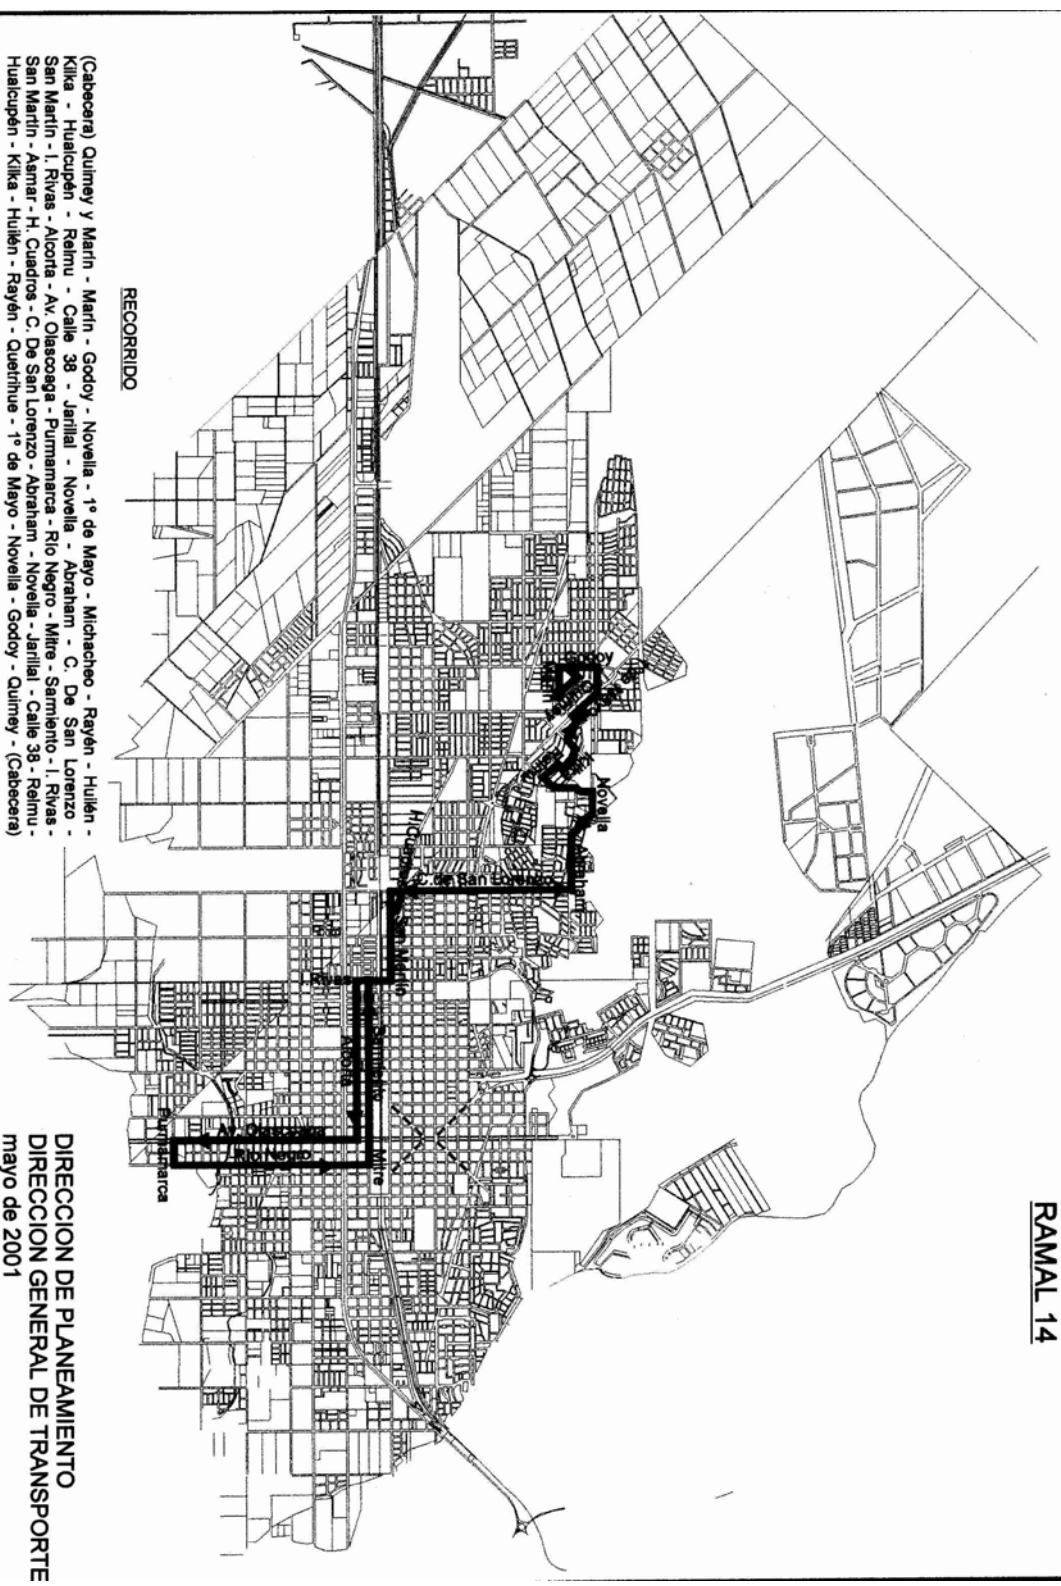 RAMAL 14
Godoy
Quimey
Novella
Abraham
C. de San Lorenzo
San Martín
I. Rivas
Sarmiento
Alcorta
Mitre
Av. Olascoaga
Río Negro
Purmamarca
RECORRIDO
(Cabecera) Quimey y Marín - Marín - Godoy - Novella - 1º de Mayo - Michacheo - Rayén - Huilén -
Kilka - Hualcupén - Relmu - Calle 38 - Jarillal - Novella - Abraham - C. De San Lorenzo -
San Martín - I. Rivas - Alcorta - Av. Olascoaga - Purmamarca - Río Negro - Mitre - Sarmiento - I. Rivas -
San Martín - Asmar - H. Cuadros - C. De San Lorenzo - Abraham - Novella - Jarillal - Calle 38 - Relmu -
Hualcupén - Kilka - Huilén - Rayén - Quetrihue - 1º de Mayo - Novella - Godoy - Quimey - (Cabecera)
DIRECCION DE PLANEAMIENTO
DIRECCION GENERAL DE TRANSPORTE
mayo de 2001